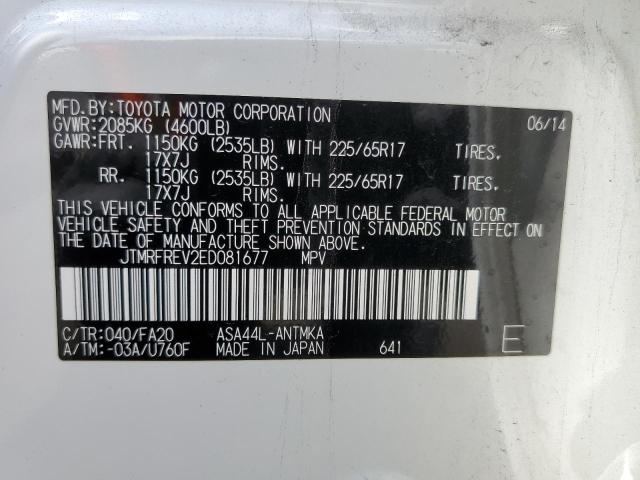 MFD.BY:TOYOTA MOTOR CORPORATION 06/14
GVWR:2085KG (4600LB)
GAWR:FRT. 1150KG (2535LB) WITH 225/65R17 TIRES.
17X7J RIMS.
RR. 1150KG (2535LB) WITH 225/65R17 TIRES.
17X7J RIMS.
THIS VEHICLE CONFORMS TO ALL APPLICABLE FEDERAL MOTOR
VEHICLE SAFETY AND THEFT PREVENTION STANDARDS IN EFFECT ON
THE DATE OF MANUFACTURE SHOWN ABOVE.
JTMRFREV2ED081677 MPV
C/TR:040/FA20 ASA44L-ANTMKA
A/TM:-03A/U760F MADE IN JAPAN 641 E